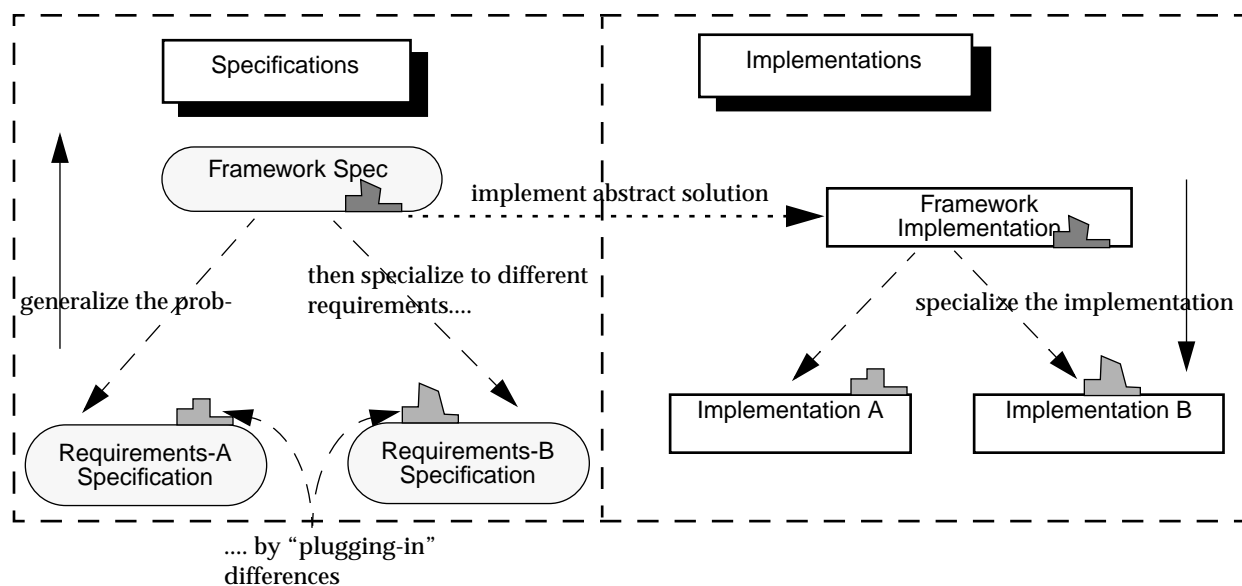 Specifications
Implementations
Framework Spec
implement abstract solution
Framework
Implementation
then specialize to different
requirements....
generalize the prob-
specialize the implementation
Requirements-A
Specification
Requirements-B
Specification
Implementation A
Implementation B
.... by “plugging-in”
differences